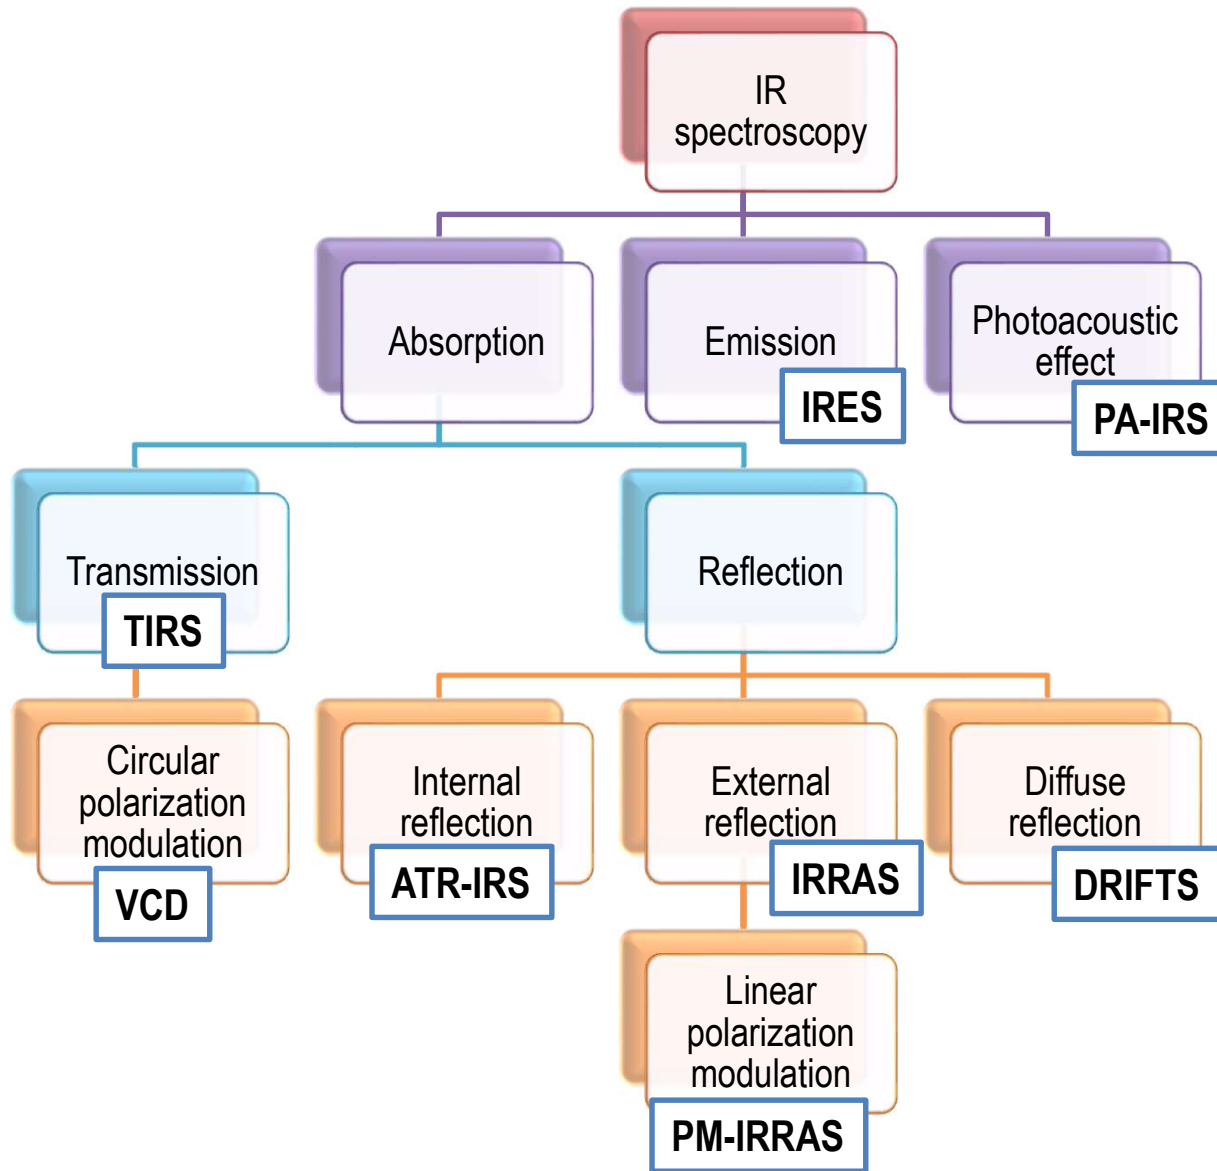 IR
spectroscopy
Absorption
Emission
IRES
Photoacoustic
effect
PA-IRS
Transmission
TIRS
Reflection
Circular
polarization
modulation
VCD
Internal
reflection
ATR-IRS
External
reflection
IRRAS
Diffuse
reflection
DRIFTS
Linear
polarization
modulation
PM-IRRAS